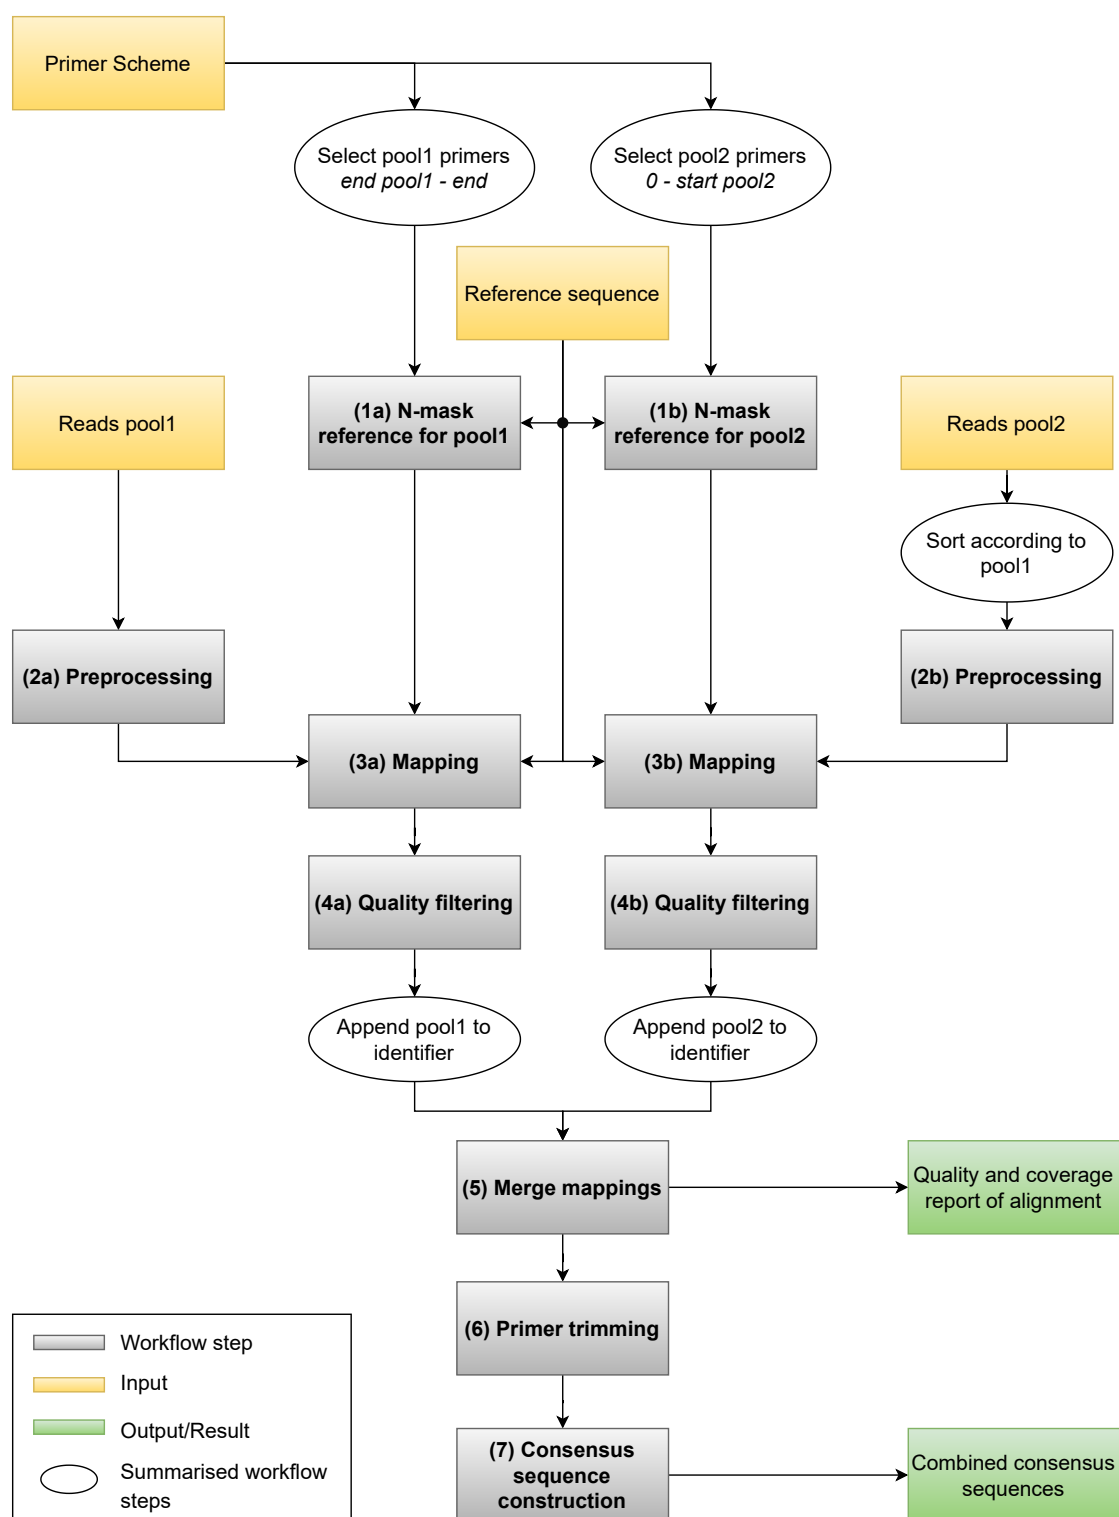 Primer Scheme
Select pool1 primers
end pool1 - end
Select pool2 primers
0 - start pool2
Reference sequence
Reads pool1
(1a) N-mask
reference for pool1
(1b) N-mask
reference for pool2
Reads pool2
Sort according to
pool1
(2a) Preprocessing
(2b) Preprocessing
(3a) Mapping
(3b) Mapping
(4a) Quality filtering
(4b) Quality filtering
Append pool1 to
identifier
Append pool2 to
identifier
(5) Merge mappings
Quality and coverage
report of alignment
(6) Primer trimming
(7) Consensus
sequence
construction
Combined consensus
sequences
Workflow step
Input
Output/Result
Summarised workflow
steps